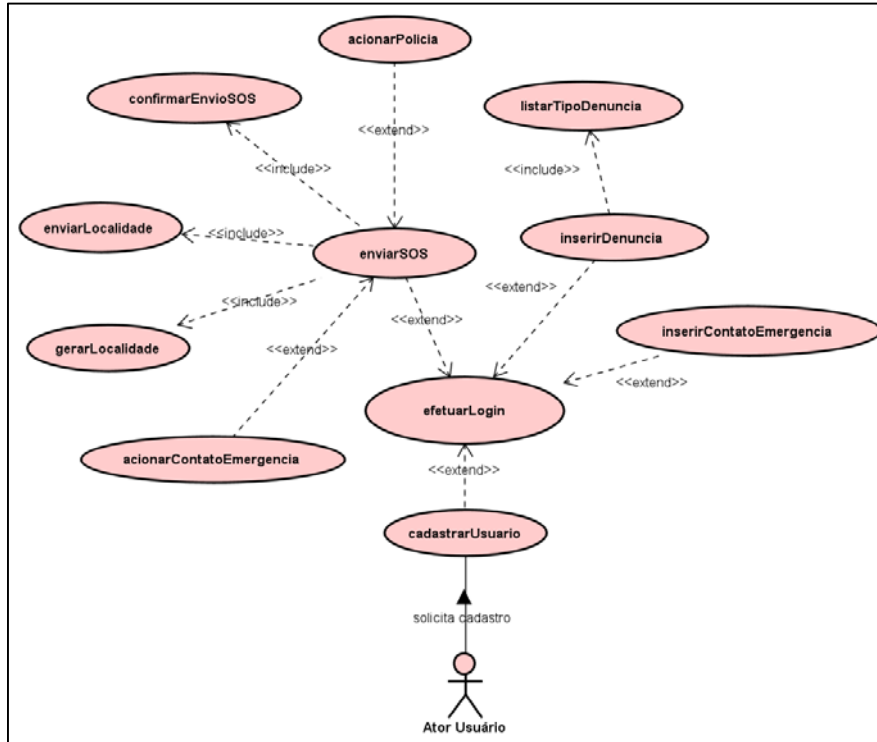 acionarPolicia
confirmarEnvioSOS
listarTipoDenuncia
<<extend>>
<<include>>
<<include>>
enviarLocalidade
<<include>>
enviarSOS
inserirDenuncia
<<extend>>
<<include>>
<<extend>>
inserirContatoEmergencia
gerarLocalidade
<<extend>>
<<extend>>
efetuarLogin
acionarContatoEmergencia
<<extend>>
cadastrarUsuario
solicita cadastro
Ator Usuário